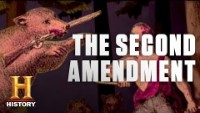 THE SECOND
AMENDMENT
H
HISTORY